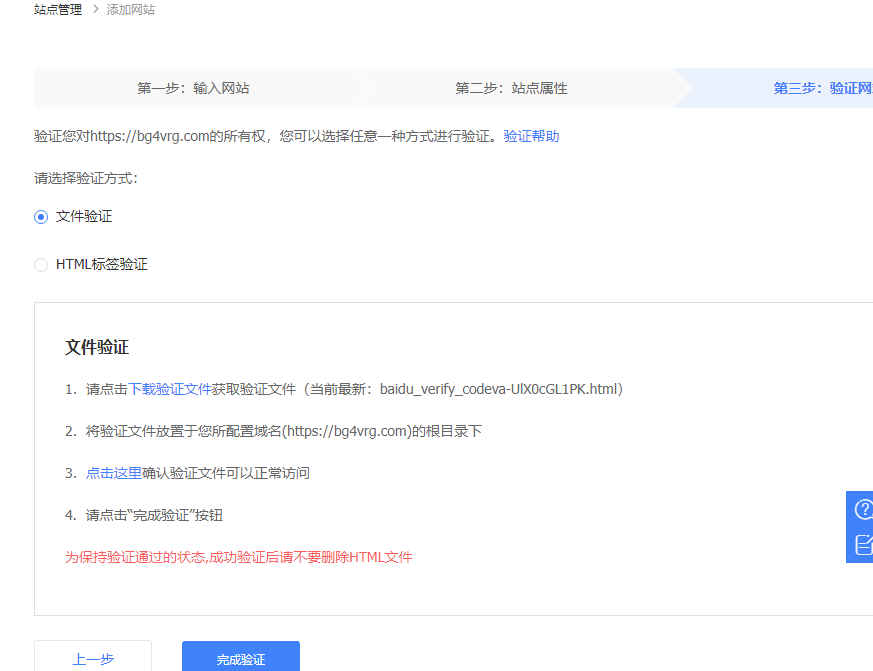 站点管理 > 添加网站
第一步：输入网站
第二步：站点属性
第三步：验证网
验证您对https://bg4vrg.com的所有权，您可以选择任意一种方式进行验证。验证帮助
请选择验证方式：
文件验证
HTML标签验证
文件验证
1. 请点击下载验证文件获取验证文件（当前最新：baidu_verify_codeva-UlX0cGL1PK.html）
2. 将验证文件放置于您所配置域名(https://bg4vrg.com)的根目录下
3. 点击这里确认验证文件可以正常访问
4. 请点击“完成验证”按钮
为保持验证通过的状态,成功验证后请不要删除HTML文件
上一步
完成验证